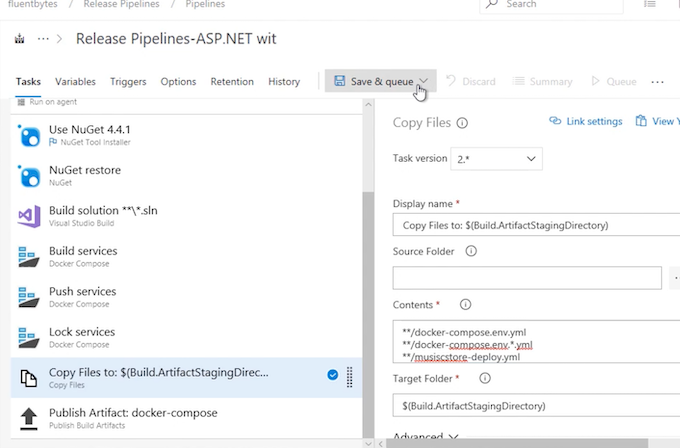 fluentbytes / Release Pipelines / Pipelines
Search
... > Release Pipelines-ASP.NET wit
Tasks Variables Triggers Options Retention History Save & queue Discard Summary Queue ...
Run on agent
Use NuGet 4.4.1
NuGet Tool Installer
NuGet restore
NuGet
Build solution **\*.sln
Visual Studio Build
Build services
Docker Compose
Push services
Docker Compose
Lock services
Docker Compose
Copy Files to: $(Build.ArtifactStagingDirec...
Copy Files
Publish Artifact: docker-compose
Publish Build Artifacts
Copy Files
Link settings View Y
Task version 2.*
Display name *
Copy Files to: $(Build.ArtifactStagingDirectory)
Source Folder
Contents *
**/docker-compose.env.yml
**/docker-compose.env.*.yml
**/musiscstore-deploy.yml
Target Folder *
$(Build.ArtifactStagingDirectory)
Advanced